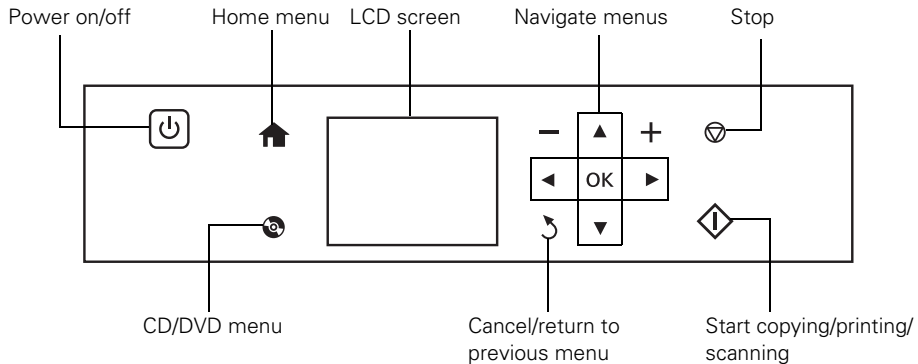 Power on/off
Home menu
LCD screen
Navigate menus
Stop
OK
CD/DVD menu
Cancel/return to
previous menu
Start copying/printing/
scanning